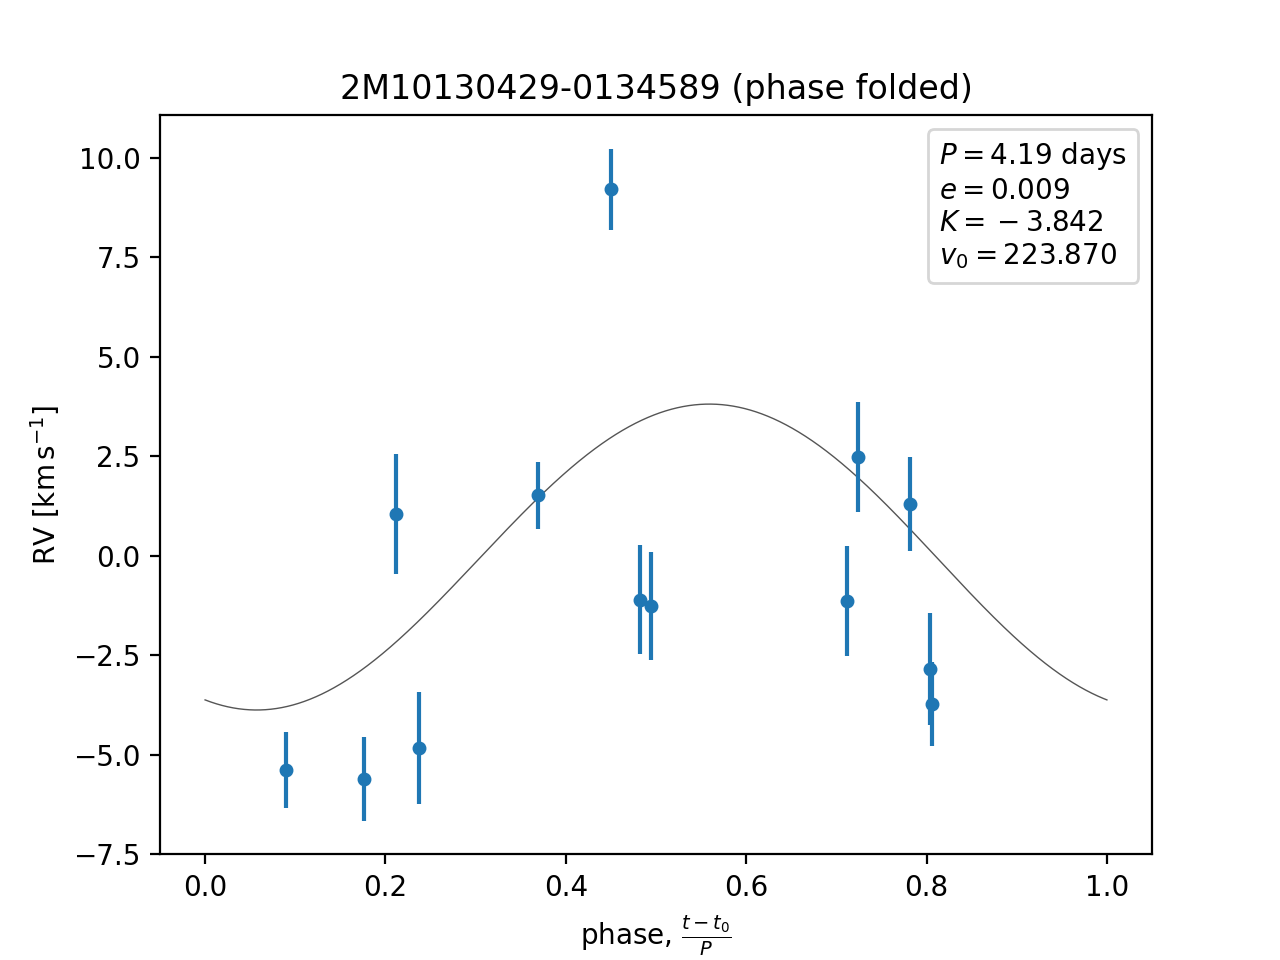 2M10130429-0134589 (phase folded)
P = 4.19 days
e = 0.009
K = −3.842
v₀ = 223.870
10.0
7.5
5.0
2.5
0.0
−2.5
−5.0
−7.5
RV [km s⁻¹]
0.0 0.2 0.4 0.6 0.8 1.0
phase, (t − t₀)/P